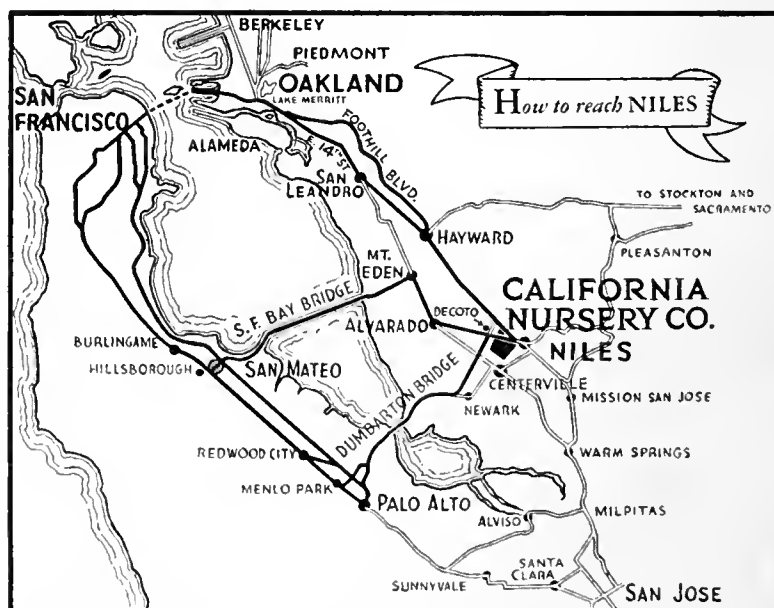 BERKELEY
PIEDMONT
OAKLAND
LAKE MERRITT
SAN
FRANCISCO
How to reach NILES
ALAMEDA
E. 14TH ST
FOOTHILL BLVD.
SAN
LEANDRO
TO STOCKTON AND
SACRAMENTO
HAYWARD
PLEASANTON
MT.
EDEN
S.F. BAY BRIDGE
DECOTO
CALIFORNIA
NURSERY CO.
NILES
ALVARADO
BURLINGAME
HILLSBOROUGH
SAN MATEO
DUMBARTON BRIDGE
CENTERVILLE
NEWARK
MISSION SAN JOSE
REDWOOD CITY
WARM SPRINGS
MENLO PARK
PALO ALTO
ALVISO
MILPITAS
SUNNYVALE
SANTA
CLARA
SAN JOSE